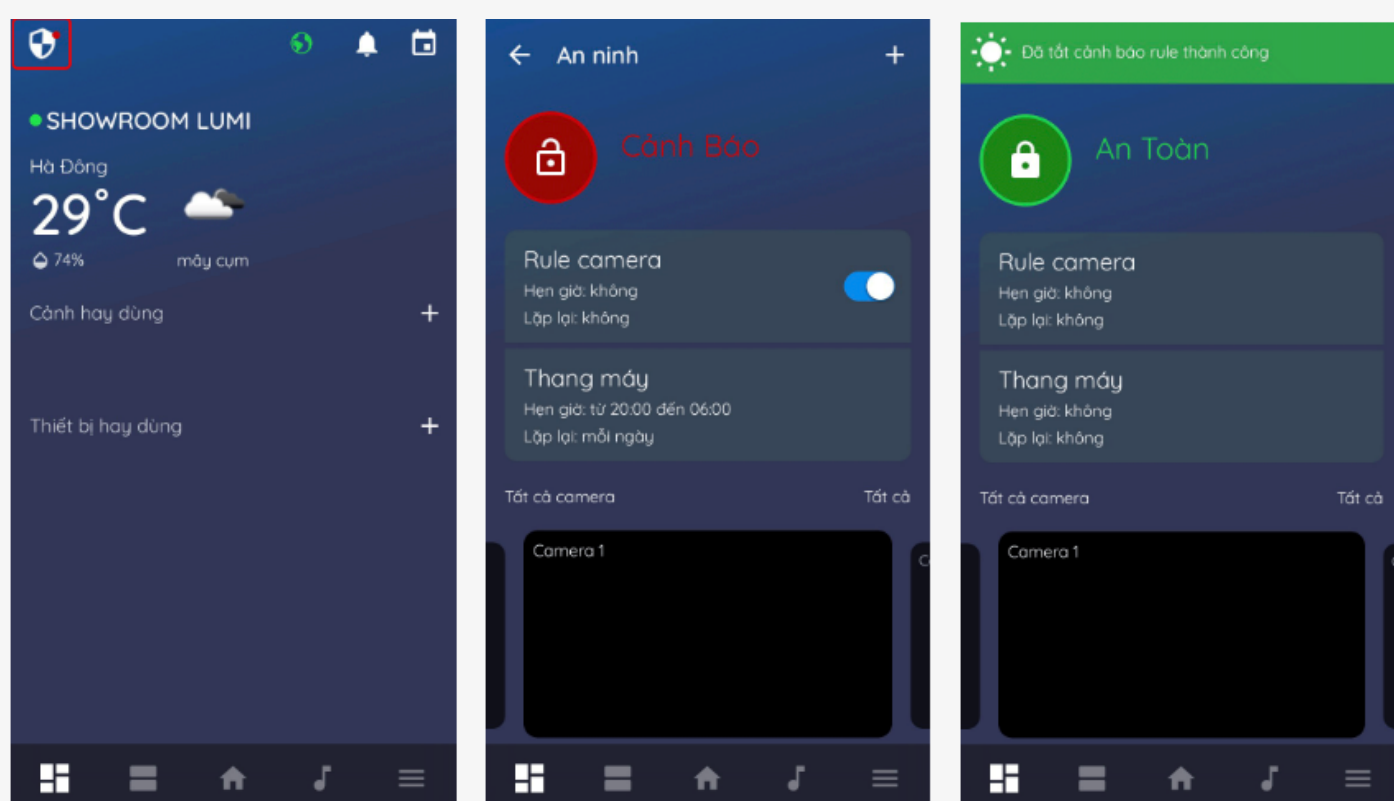 SHOWROOM LUMI
Hà Đông
29°C
74%
mây cụm
Cảnh hay dùng
Thiết bị hay dùng
An ninh
Cảnh Báo
Rule camera
Hẹn giờ: không
Lặp lại: không
Thang máy
Hẹn giờ: từ 20:00 đến 06:00
Lặp lại: mỗi ngày
Tất cả camera
Tất cả
Camera 1
C
Đã tắt cảnh báo rule thành công
An Toàn
Rule camera
Hẹn giờ: không
Lặp lại: không
Thang máy
Hẹn giờ: không
Lặp lại: không
Tất cả camera
Tất cả
Camera 1